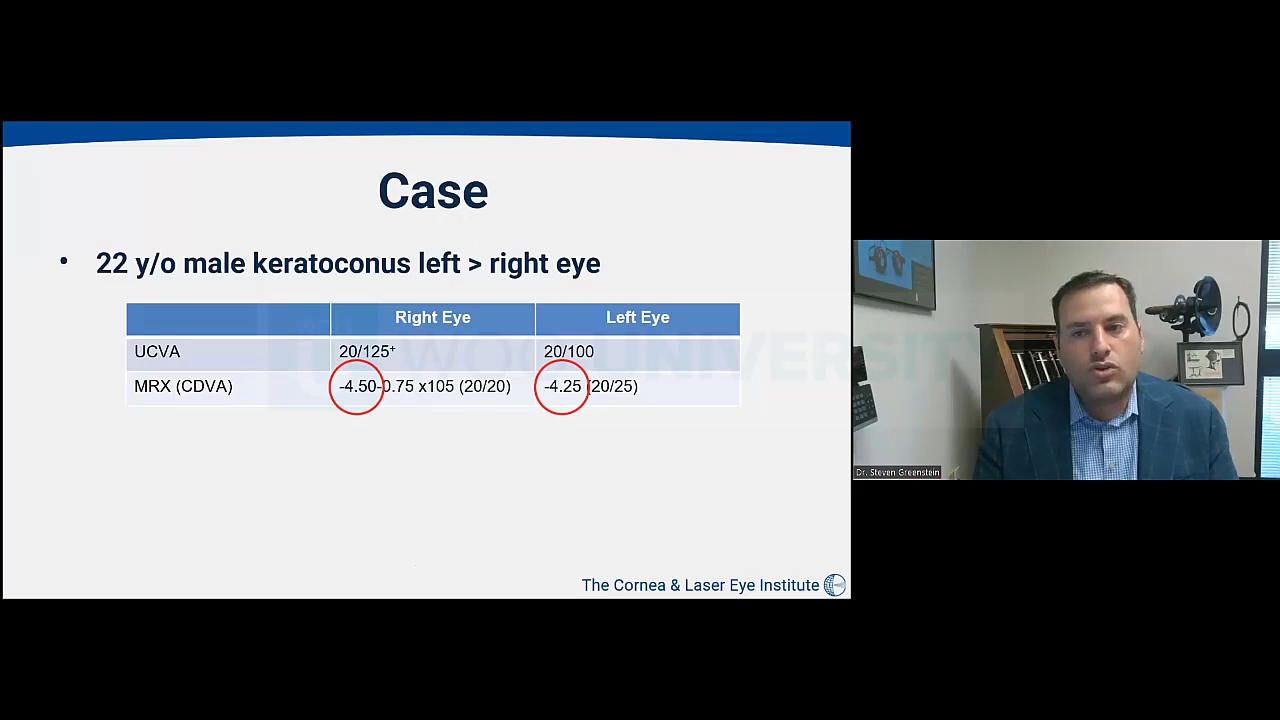 Case
• 22 y/o male keratoconus left > right eye
Right Eye Left Eye
UCVA 20/125+ 20/100
MRX (CDVA) -4.50-0.75 x105 (20/20) -4.25 (20/25)
The Cornea & Laser Eye Institute
Dr. Steven Greenstein
UNIVERSITY